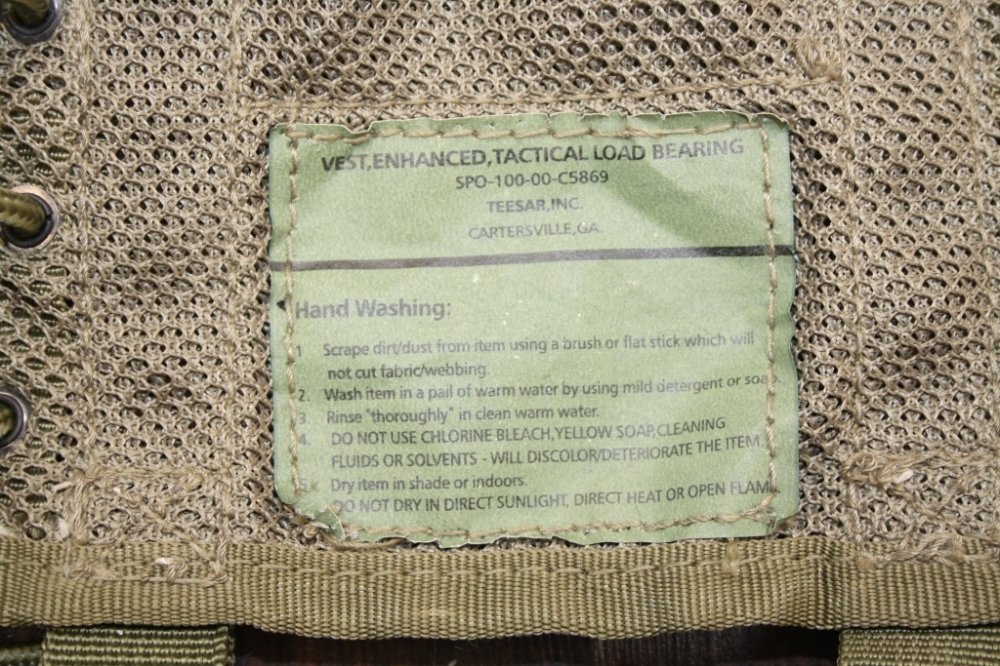 VEST,ENHANCED,TACTICAL LOAD BEARING
SPO-100-00-C5869
TEESAR,INC.
CARTERSVILLE,GA.
Hand Washing:
1 Scrape dirt/dust from item using a brush or flat stick which will
not cut fabric/webbing.
2. Wash item in a pail of warm water by using mild detergent or soap.
3. Rinse "thoroughly" in clean warm water.
4. DO NOT USE CHLORINE BLEACH,YELLOW SOAP,CLEANING
FLUIDS OR SOLVENTS - WILL DISCOLOR/DETERIORATE THE ITEM.
5. Dry item in shade or indoors.
DO NOT DRY IN DIRECT SUNLIGHT, DIRECT HEAT OR OPEN FLAM